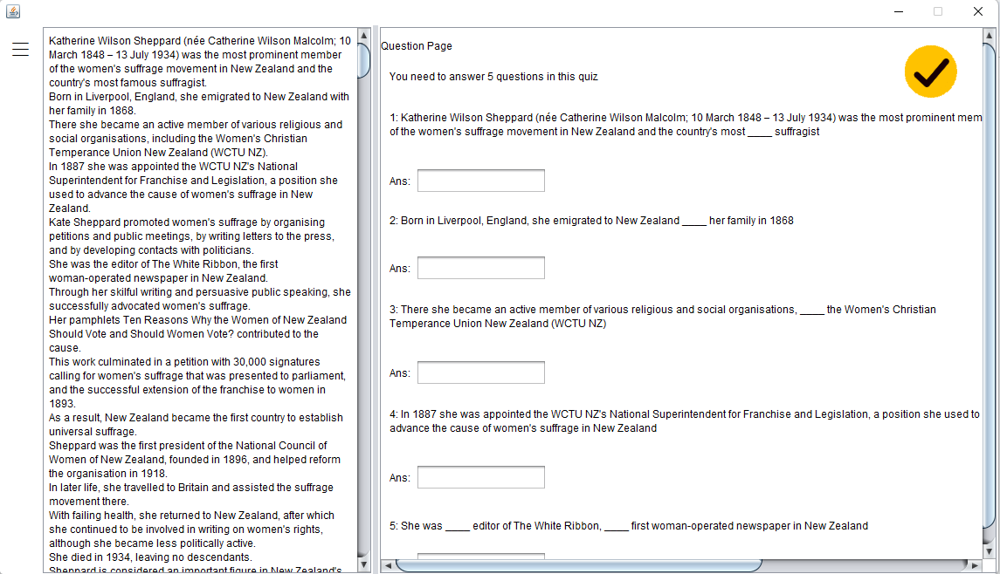 Katherine Wilson Sheppard (née Catherine Wilson Malcolm; 10
March 1848 – 13 July 1934) was the most prominent member
of the women's suffrage movement in New Zealand and the
country's most famous suffragist.
Born in Liverpool, England, she emigrated to New Zealand with
her family in 1868.
There she became an active member of various religious and
social organisations, including the Women's Christian
Temperance Union New Zealand (WCTU NZ).
In 1887 she was appointed the WCTU NZ's National
Superintendent for Franchise and Legislation, a position she
used to advance the cause of women's suffrage in New
Zealand.
Kate Sheppard promoted women's suffrage by organising
petitions and public meetings, by writing letters to the press,
and by developing contacts with politicians.
She was the editor of The White Ribbon, the first
woman-operated newspaper in New Zealand.
Through her skilful writing and persuasive public speaking, she
successfully advocated women's suffrage.
Her pamphlets Ten Reasons Why the Women of New Zealand
Should Vote and Should Women Vote? contributed to the
cause.
This work culminated in a petition with 30,000 signatures
calling for women's suffrage that was presented to parliament,
and the successful extension of the franchise to women in
1893.
As a result, New Zealand became the first country to establish
universal suffrage.
Sheppard was the first president of the National Council of
Women of New Zealand, founded in 1896, and helped reform
the organisation in 1918.
In later life, she travelled to Britain and assisted the suffrage
movement there.
With failing health, she returned to New Zealand, after which
she continued to be involved in writing on women's rights,
although she became less politically active.
She died in 1934, leaving no descendants.
Sheppard is considered an important figure in New Zealand's
Question Page
You need to answer 5 questions in this quiz
1: Katherine Wilson Sheppard (née Catherine Wilson Malcolm; 10 March 1848 – 13 July 1934) was the most prominent mem
of the women's suffrage movement in New Zealand and the country's most ____ suffragist
Ans:
2: Born in Liverpool, England, she emigrated to New Zealand ____ her family in 1868
Ans:
3: There she became an active member of various religious and social organisations, ____ the Women's Christian
Temperance Union New Zealand (WCTU NZ)
Ans:
4: In 1887 she was appointed the WCTU NZ's National Superintendent for Franchise and Legislation, a position she used to
advance the cause of women's suffrage in New Zealand
Ans:
5: She was ____ editor of The White Ribbon, ____ first woman-operated newspaper in New Zealand